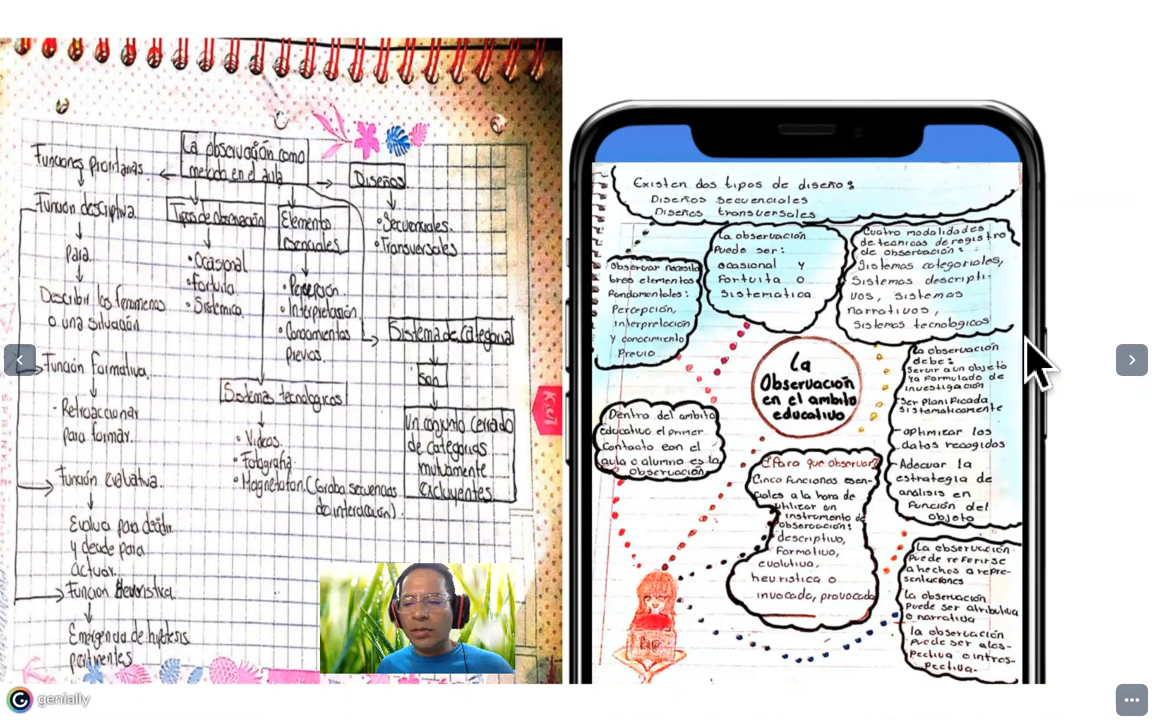 La observación como
metodo en el aula
Funciones prioritarias.
Función descriptiva
Para.
Describir los fenomenos
o una situación
Función formativa.
- Retroaccionar
para formar.
Función evaluativa.
Evalua para decidir
y decide para
actuar.
Función Heuristica.
Emergencia de hipótesis
pertinentes
Tipos de observación
• Ocasional
• Fortuita
• Sistémica.
Elementos
esenciales
• Percepción
• Interpretación
• Conocimentos
previos.
Sistemas tecnologicos
• Videos.
• Fotografia.
• Magnetofon. (Graba secuencias
de interacción).
Diseños
• Secuenciales.
• Transversales
Sistema de categorial
son
Un conjunto cerrado
de categorias
mutuamente
excluyentes
Existen dos tipos de diseño:
Diseños secuenciales
Diseños transversales
Observar necesita
tres elementos
Fundamentales:
Percepción,
interpretación
y conocimiento
Previo
La observación
Puede ser:
ocasional y
fortuita o
sistematica
Cuatro modalidades
de tecnicas de registro
de observación:
Sistemas categoriales,
Sistemas descripti-
vos, sistemas
narrativos,
Sistemas tecnologicos
La
Observación
en el ambito
educativo
La observación
debe:
Servir a un objeto
Ya formulado de
investigación
- Ser planificada
sistematicamente
- optimizar los
datos recogidos
- Adecuar la
estrategia de
análisis en
Función del
objeto
Dentro del ambito
educativo el primer
contacto con el
aula o alumno es la
observación
¿Para que observar?
Cinco funciones esen-
ciales a la hora de
utilizar un
instrumento de
observación:
descriptivo,
formativo,
evolutiva,
heuristica o
invocada, provocada
La observación
puede referirse
a hechos a repre-
sentaciones
la observación
Puede ser atributiva
o narrativa
la observación
puede ser alos-
pectiva o intros-
pectiva.
genially